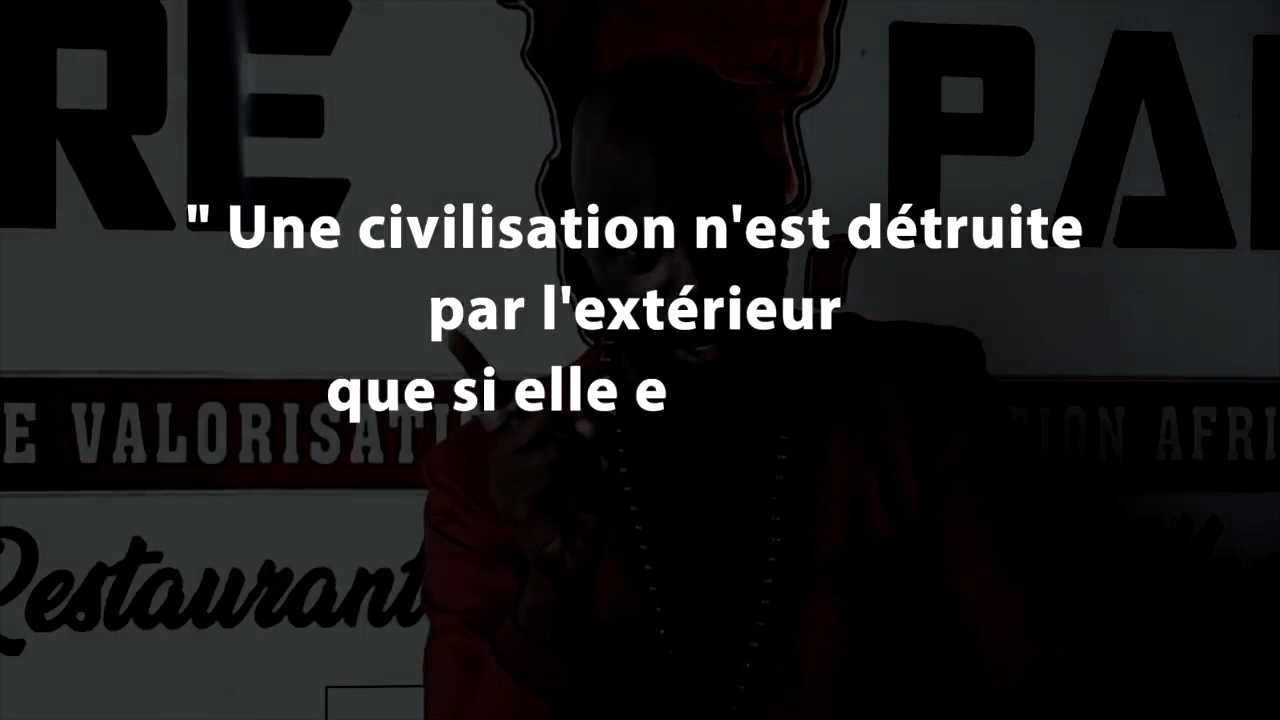 RE PA
" Une civilisation n'est détruite
par l'extérieur
que si elle e
E VALORISATI ION AFRI
Restaurant